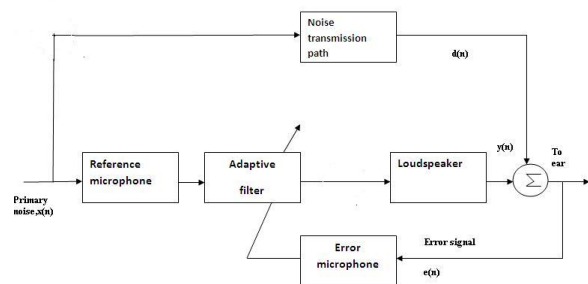 Noise
transmission
path
d(n)
y(n)
To
ear
Reference
microphone
Adaptive
filter
Loudspeaker
Σ
Primary
noise,x(n)
Error signal
Error
microphone
e(n)